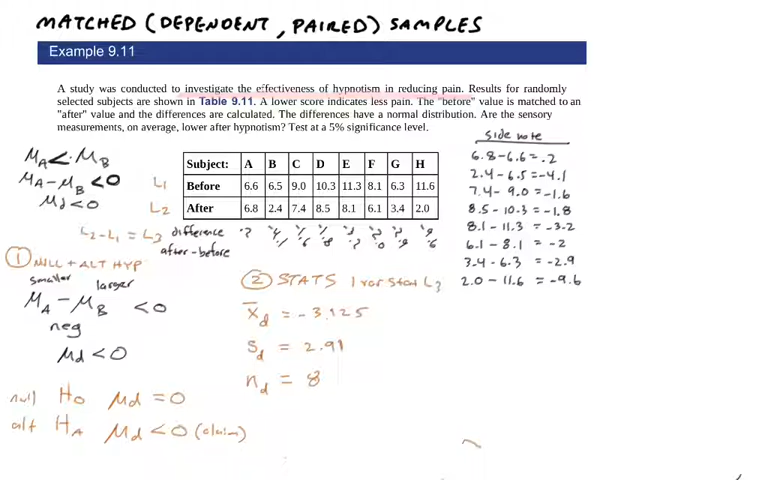 MATCHED (DEPENDENT, PAIRED) SAMPLES
Example 9.11
A study was conducted to investigate the effectiveness of hypnotism in reducing pain. Results for randomly
selected subjects are shown in Table 9.11. A lower score indicates less pain. The "before" value is matched to an
"after" value and the differences are calculated. The differences have a normal distribution. Are the sensory
measurements, on average, lower after hypnotism? Test at a 5% significance level.
side note
6.8-6.6=.2
2.4-6.5=-4.1
7.4-9.0=-1.6
8.5-10.3=-1.8
8.1-11.3=-3.2
6.1-8.1=-2
3.4-6.3=-2.9
2.0-11.6=-9.6
μA<μB
μA-μB<0
μd<0
Subject: A B C D E F G H
L1 Before 6.6 6.5 9.0 10.3 11.3 8.1 6.3 11.6
L2 After 6.8 2.4 7.4 8.5 8.1 6.1 3.4 2.0
L2-L1=L3 difference
after-before
① NULL + ALT HYP
smaller larger
μA-μB<0
neg
μd<0
null H0 μd=0
alt HA μd<0 (claim)
② STATS 1 var stat L3
x̄d = -3.125
sd = 2.91
nd = 8